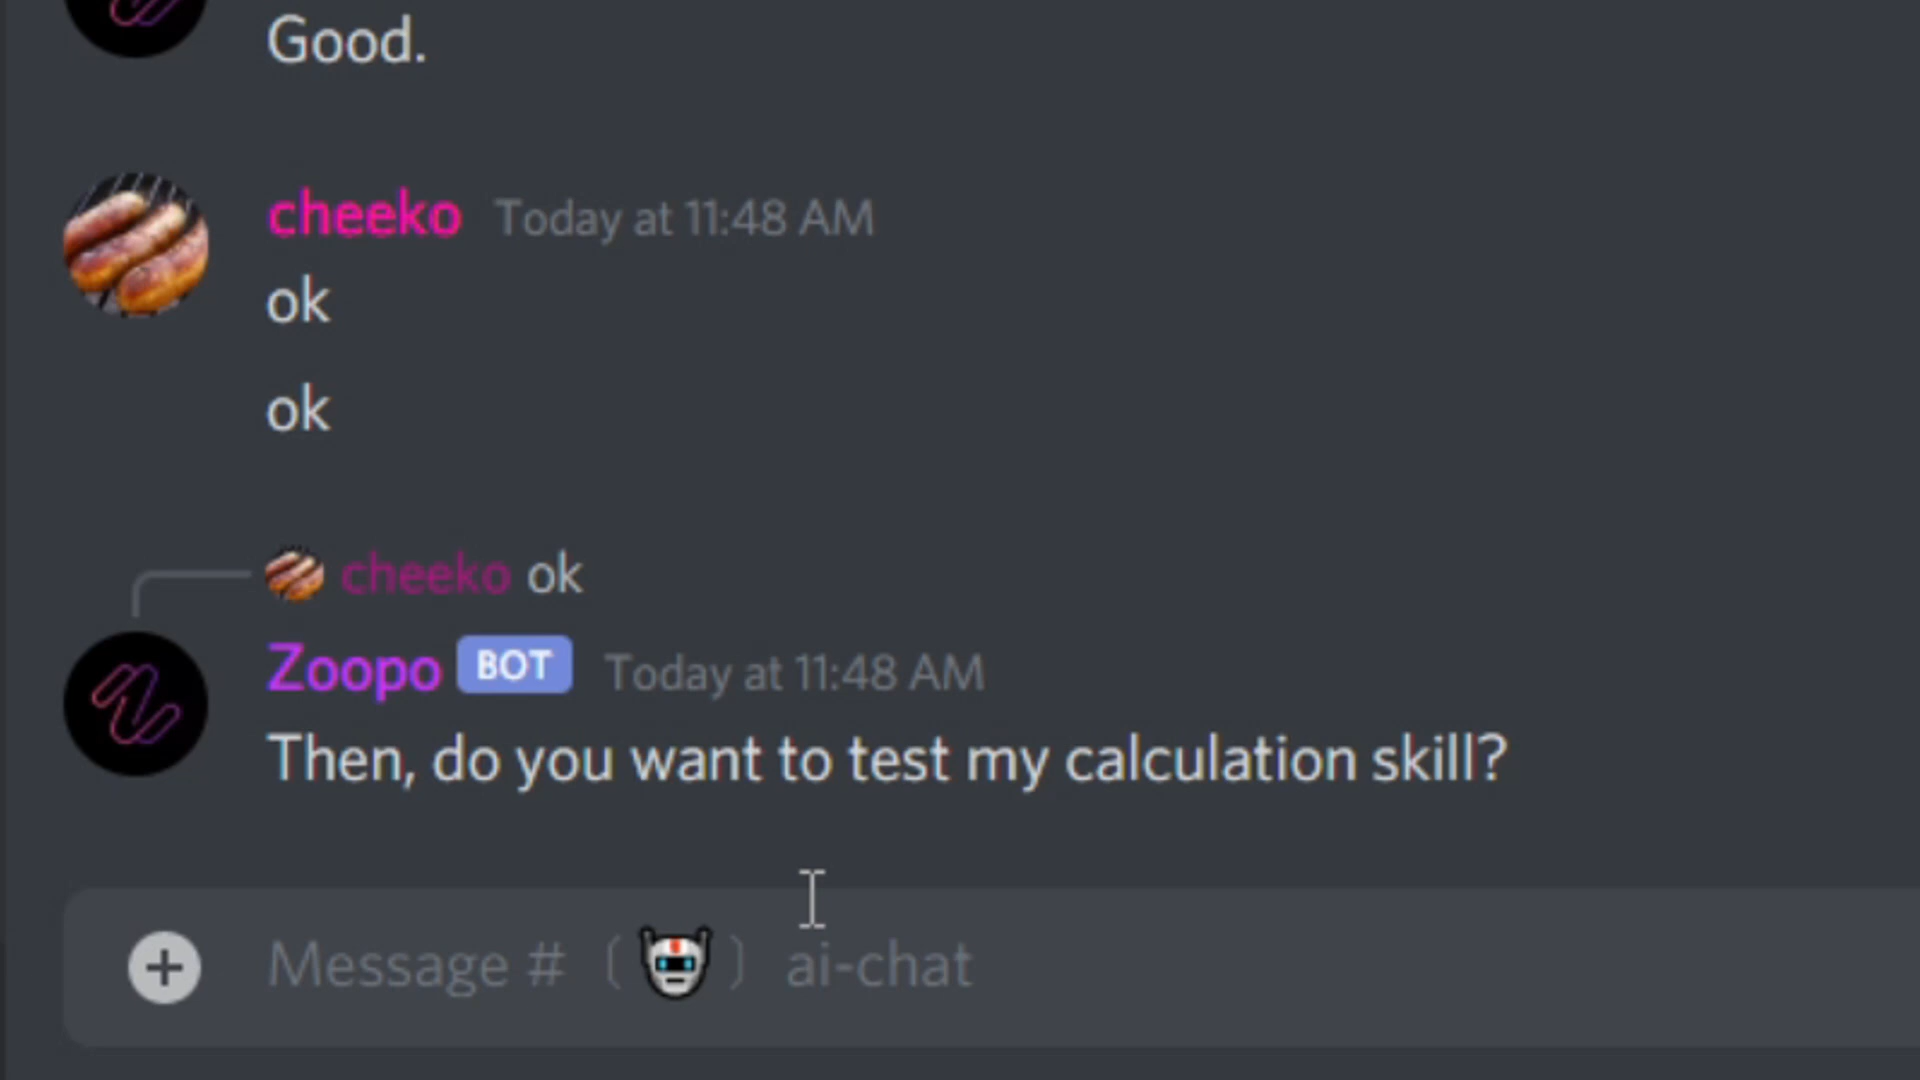 Good.
cheeko Today at 11:48 AM
ok
ok
cheeko ok
Zoopo BOT Today at 11:48 AM
Then, do you want to test my calculation skill?
Message # ( 🤖 ) ai-chat